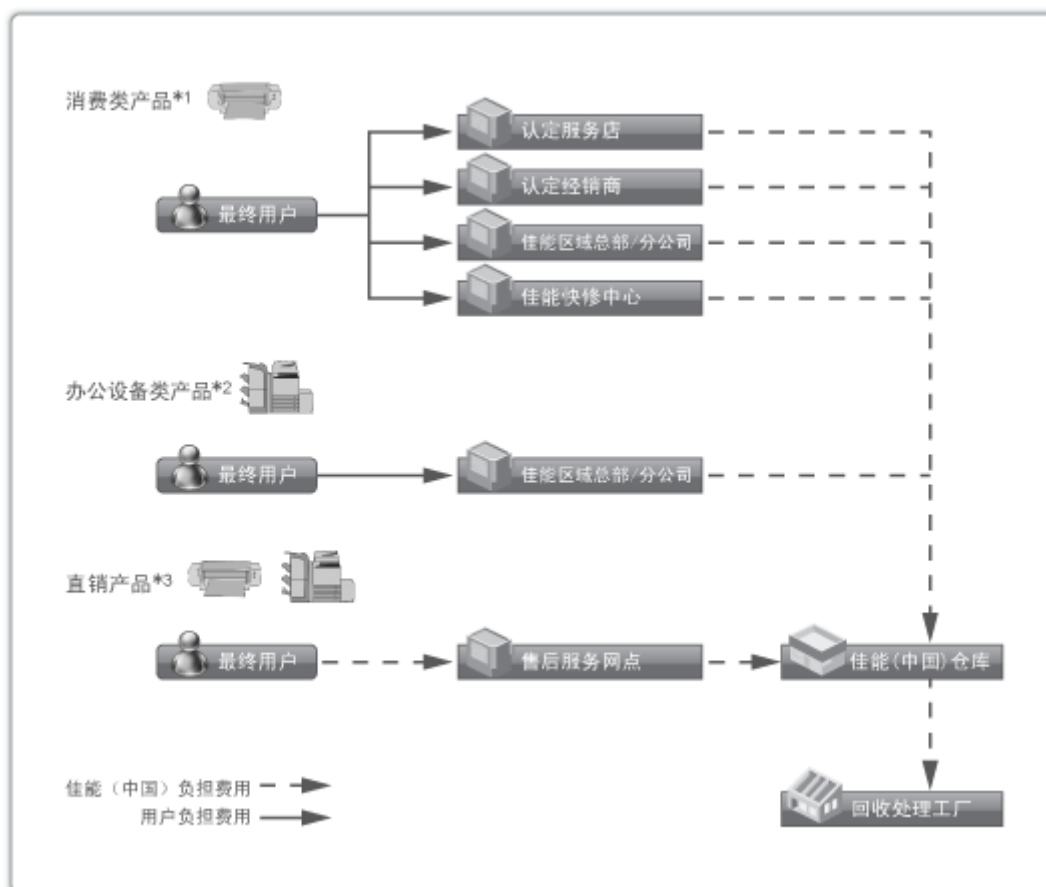 消费类产品*1
认定服务店
认定经销商
最终用户
佳能区域总部/分公司
佳能快修中心
办公设备类产品*2
最终用户
佳能区域总部/分公司
直销产品*3
最终用户
售后服务网点
佳能(中国)仓库
佳能（中国）负担费用
用户负担费用
回收处理工厂